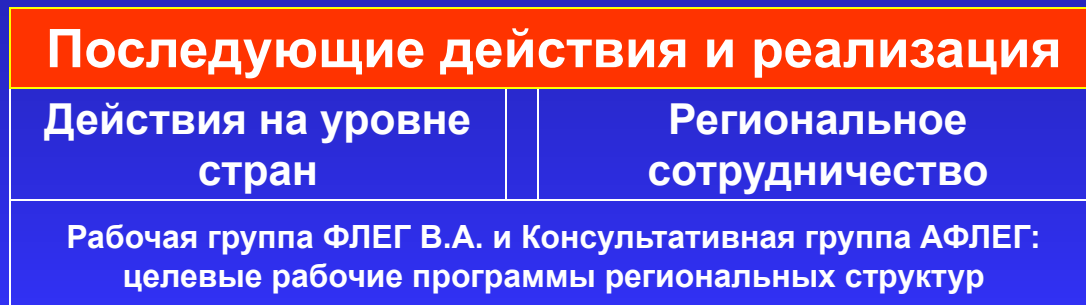 Последующие действия и реализация
Действия на уровне
стран
Региональное
сотрудничество
Рабочая группа ФЛЕГ В.А. и Консультативная группа АФЛЕГ:
целевые рабочие программы региональных структур